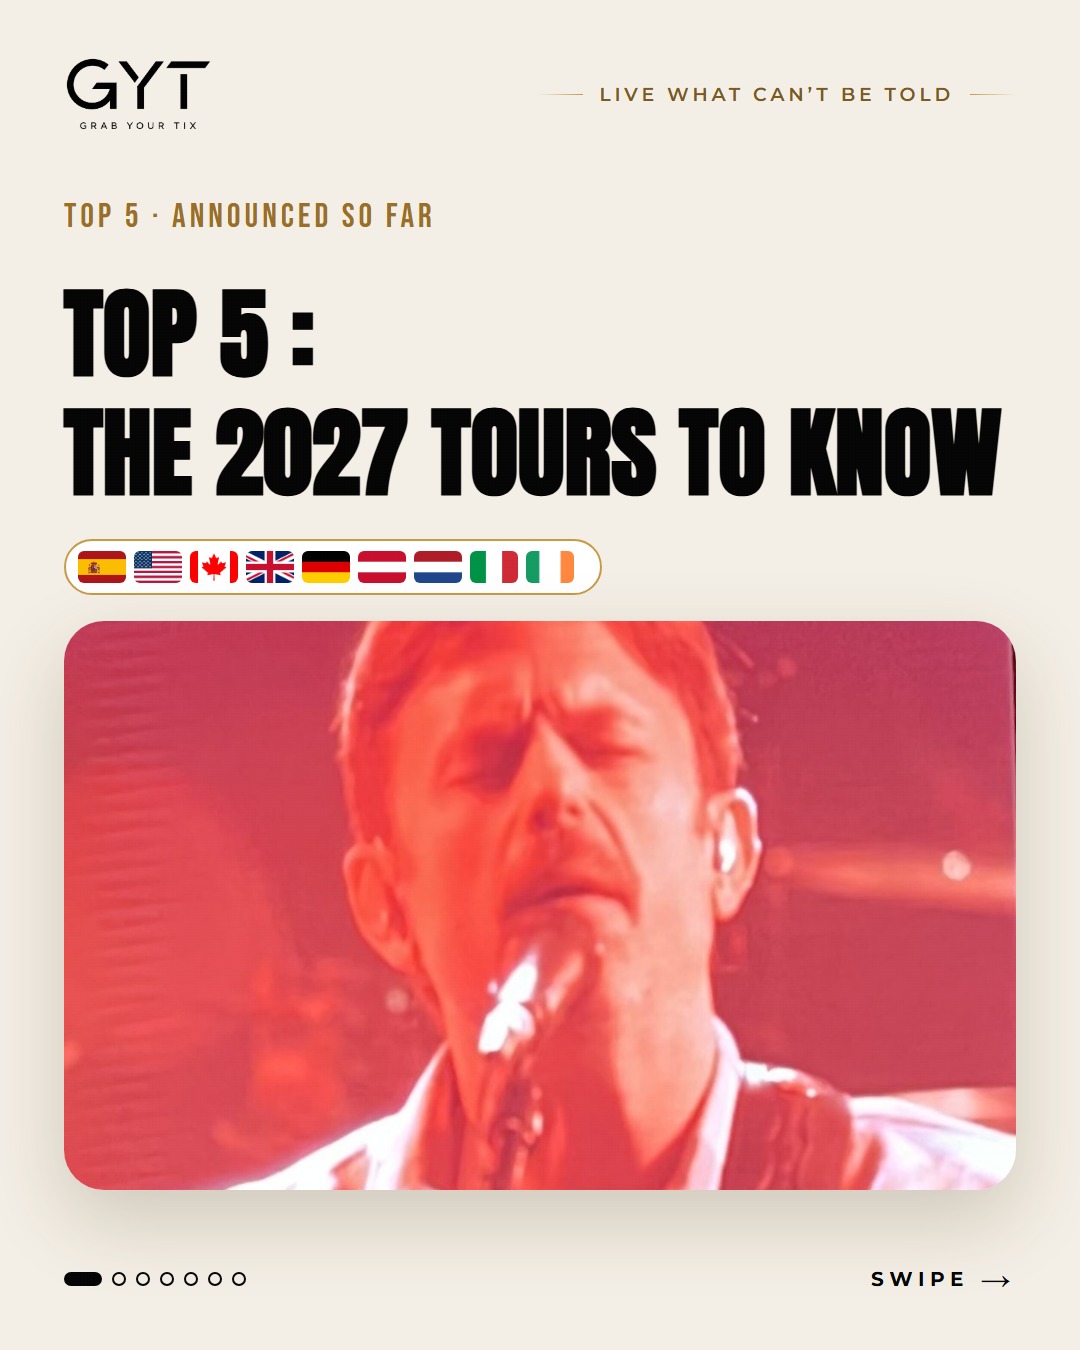 GYT
GRAB YOUR TIX
LIVE WHAT CAN’T BE TOLD
TOP 5 · ANNOUNCED SO FAR
TOP 5 :
THE 2027 TOURS TO KNOW
SWIPE →